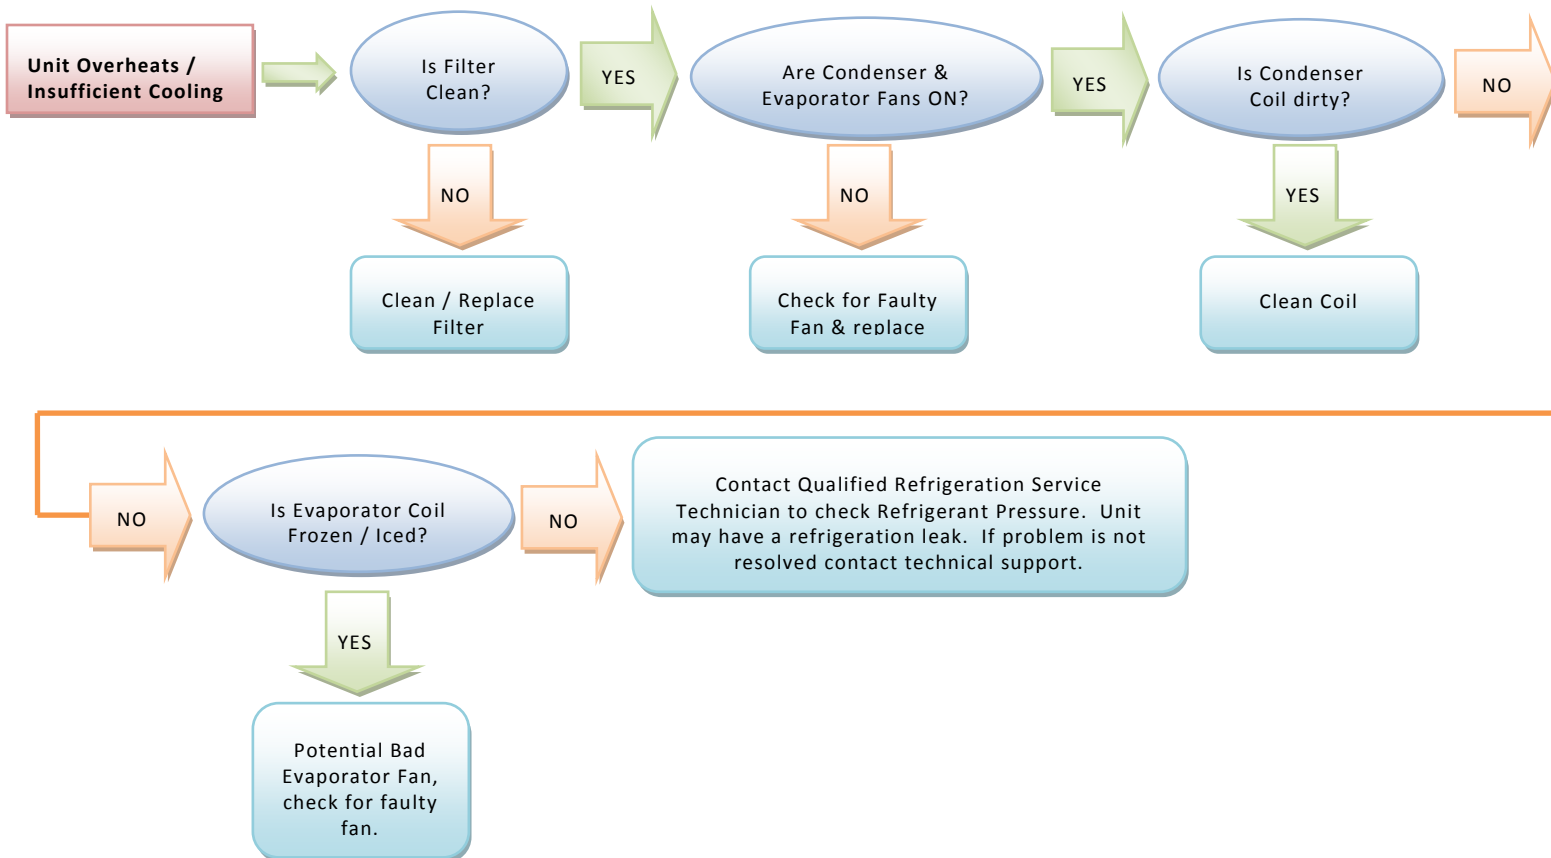 Unit Overheats /
Insufficient Cooling
Is Filter
Clean?
YES
Are Condenser &
Evaporator Fans ON?
YES
Is Condenser
Coil dirty?
NO
NO
NO
YES
Clean / Replace
Filter
Check for Faulty
Fan & replace
Clean Coil
NO
Is Evaporator Coil
Frozen / Iced?
NO
Contact Qualified Refrigeration Service
Technician to check Refrigerant Pressure.  Unit
may have a refrigeration leak.  If problem is not
resolved contact technical support.
YES
Potential Bad
Evaporator Fan,
check for faulty
fan.